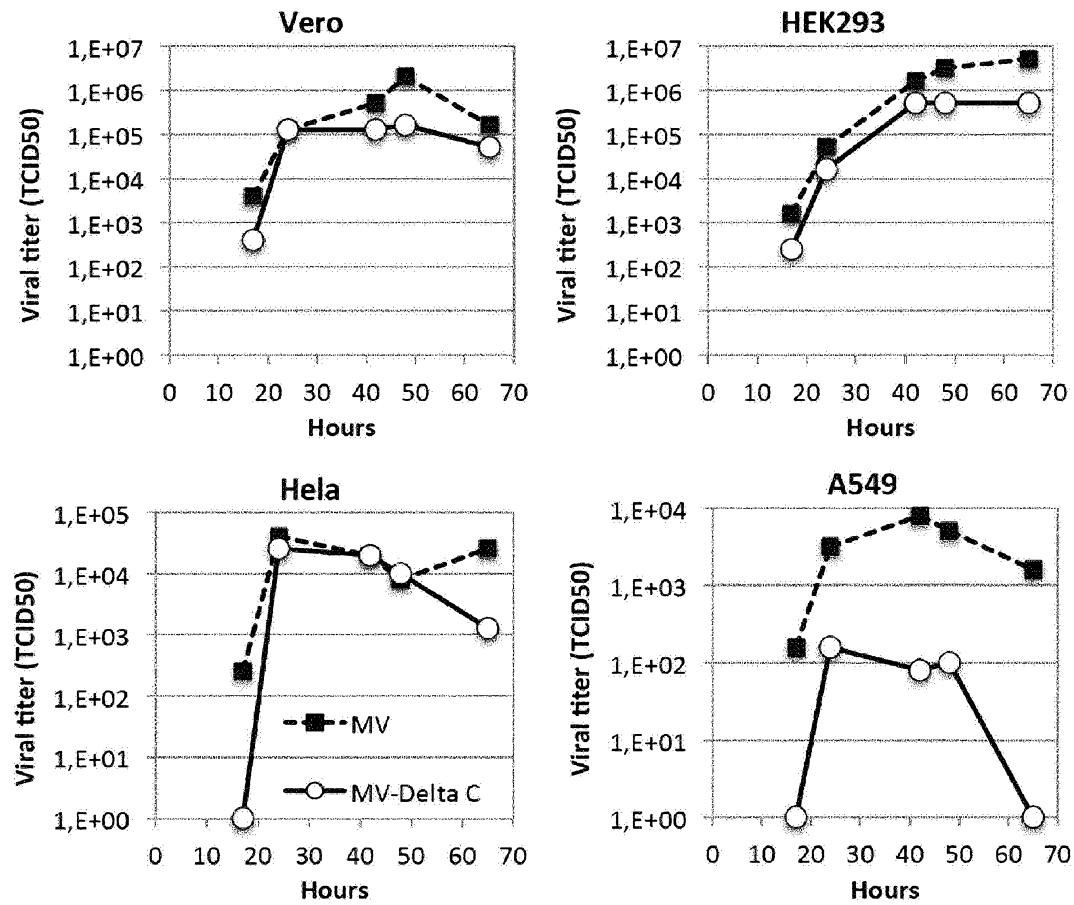 Vero
Viral titer (TCID50)
1,E+07
1,E+06
1,E+05
1,E+04
1,E+03
1,E+02
1,E+01
1,E+00
0 10 20 30 40 50 60 70
Hours
HEK293
Viral titer (TCID50)
1,E+07
1,E+06
1,E+05
1,E+04
1,E+03
1,E+02
1,E+01
1,E+00
0 10 20 30 40 50 60 70
Hours
Hela
Viral titer (TCID50)
1,E+05
1,E+04
1,E+03
1,E+02
1,E+01
1,E+00
MV
MV-Delta C
0 10 20 30 40 50 60 70
Hours
A549
Viral titer (TCID50)
1,E+04
1,E+03
1,E+02
1,E+01
1,E+00
0 10 20 30 40 50 60 70
Hours